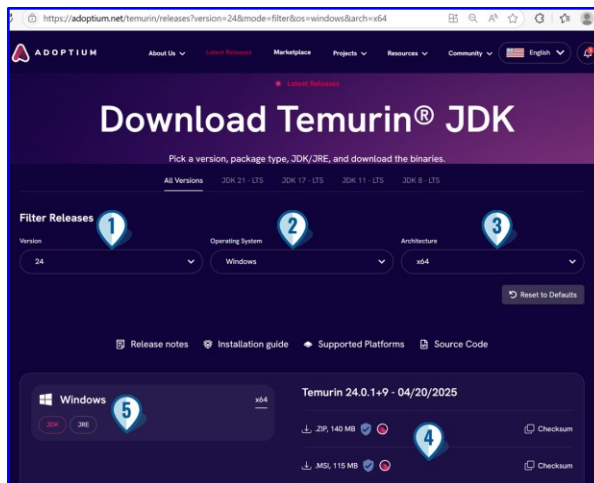 https://adoptium.net/temurin/releases?version=24&mode=filter&os=windows&arch=x64
ADOPTIUM
About Us Latest Releases Marketplace Projects Resources Community English
Latest Releases
Download Temurin® JDK
Pick a version, package type, JDK/JRE, and download the binaries.
All Versions JDK 21 - LTS JDK 17 - LTS JDK 11 - LTS JDK 8 - LTS
Filter Releases
1 2 3
Version Operating System Architecture
24 Windows x64
Reset to Defaults
Release notes Installation guide Supported Platforms Source Code
Windows x64
5
JDK JRE
Temurin 24.0.1+9 - 04/20/2025
.ZIP, 140 MB Checksum
4
.MSI, 115 MB Checksum